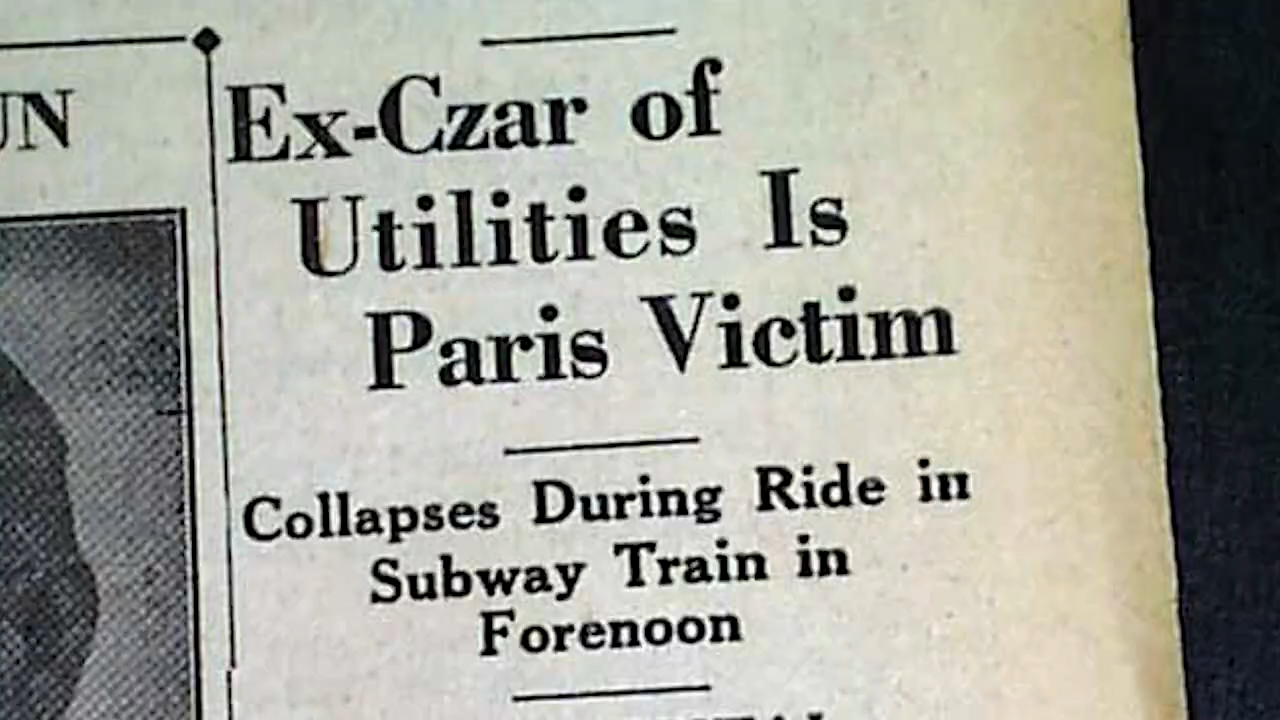 UN
Ex-Czar of
Utilities Is
Paris Victim
Collapses During Ride in
Subway Train in
Forenoon